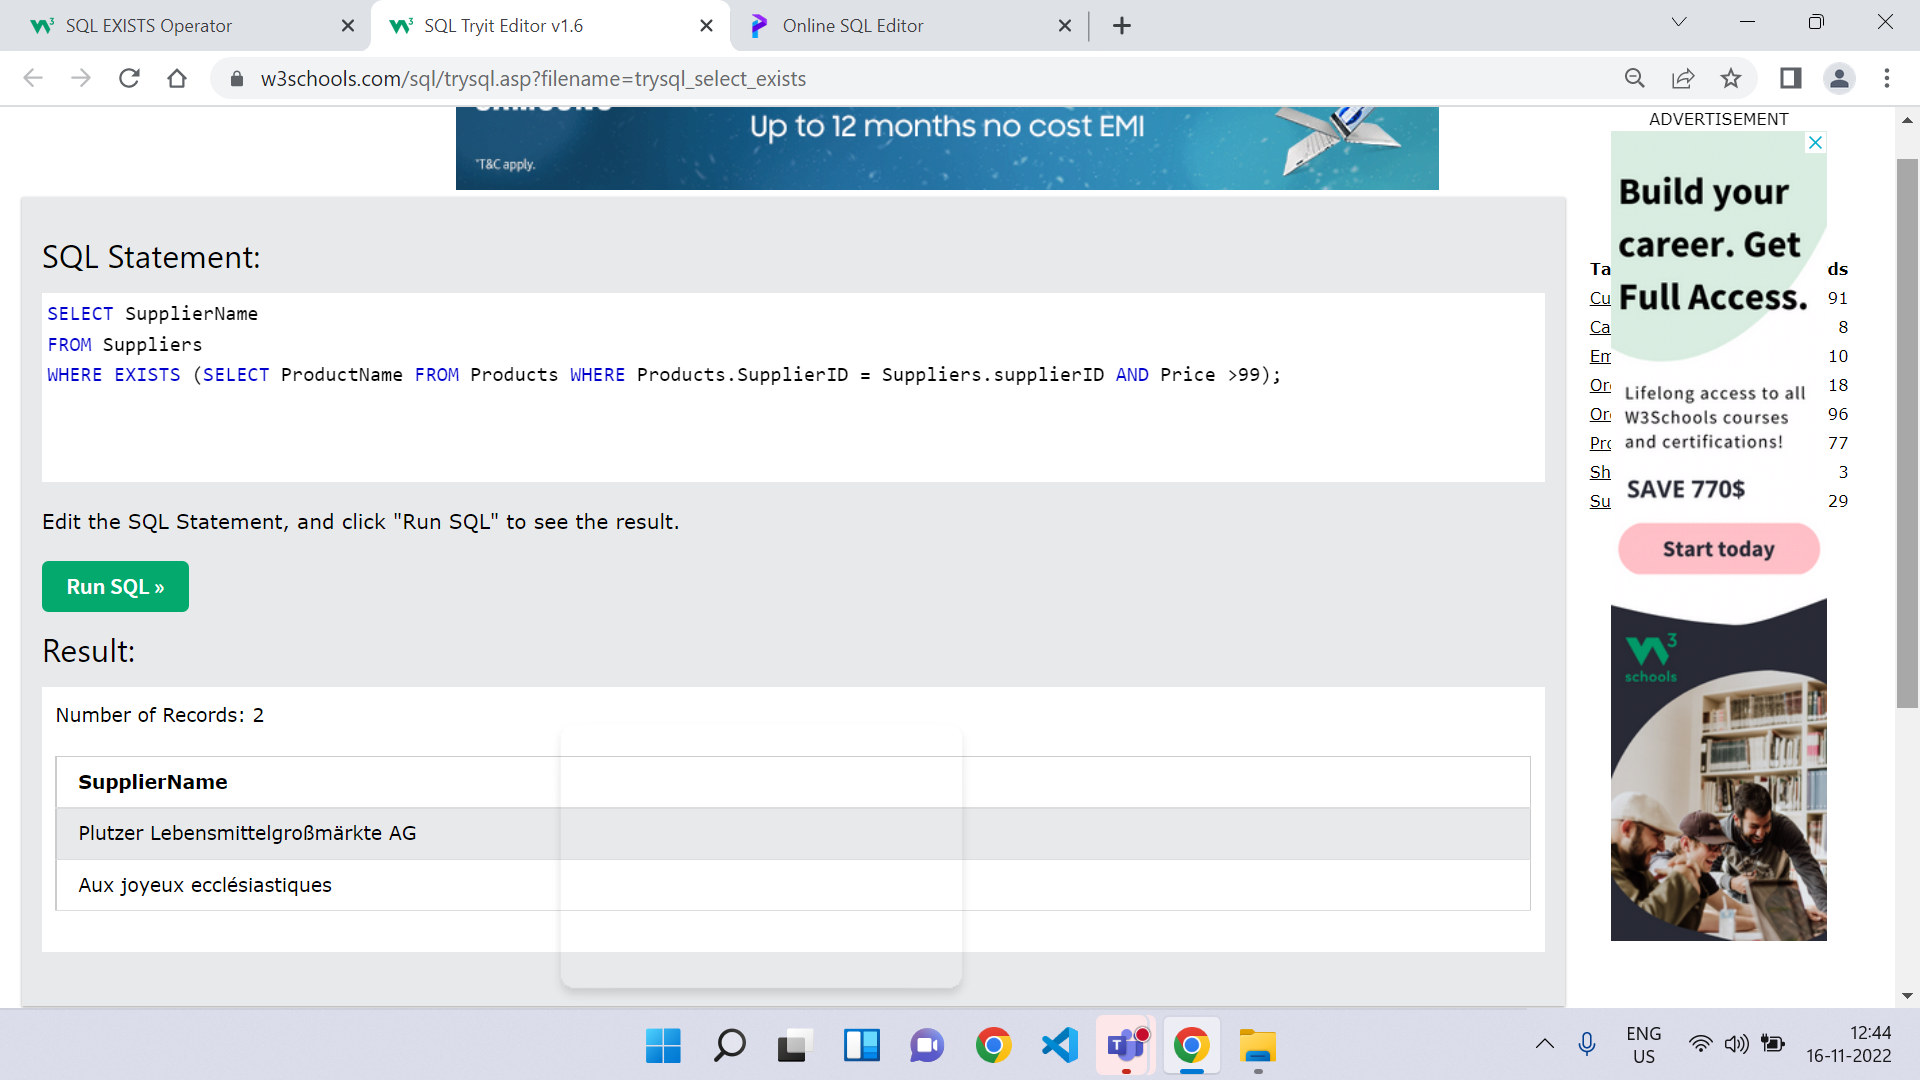 SQL EXISTS Operator
SQL Tryit Editor v1.6
Online SQL Editor
w3schools.com/sql/trysql.asp?filename=trysql_select_exists
Up to 12 months no cost EMI
*T&C apply.
ADVERTISEMENT
Build your
career. Get
Full Access.
Lifelong access to all
W3Schools courses
and certifications!
SAVE 770$
Start today
W3
schools
SQL Statement:
SELECT SupplierName
FROM Suppliers
WHERE EXISTS (SELECT ProductName FROM Products WHERE Products.SupplierID = Suppliers.supplierID AND Price >99);
Edit the SQL Statement, and click "Run SQL" to see the result.
Run SQL »
Result:
Number of Records: 2
SupplierName
Plutzer Lebensmittelgroßmärkte AG
Aux joyeux ecclésiastiques
Ta ds
Cu 91
Ca 8
Em 10
Or 18
Or 96
Pro 77
Sh 3
Su 29
ENG
US
12:44
16-11-2022